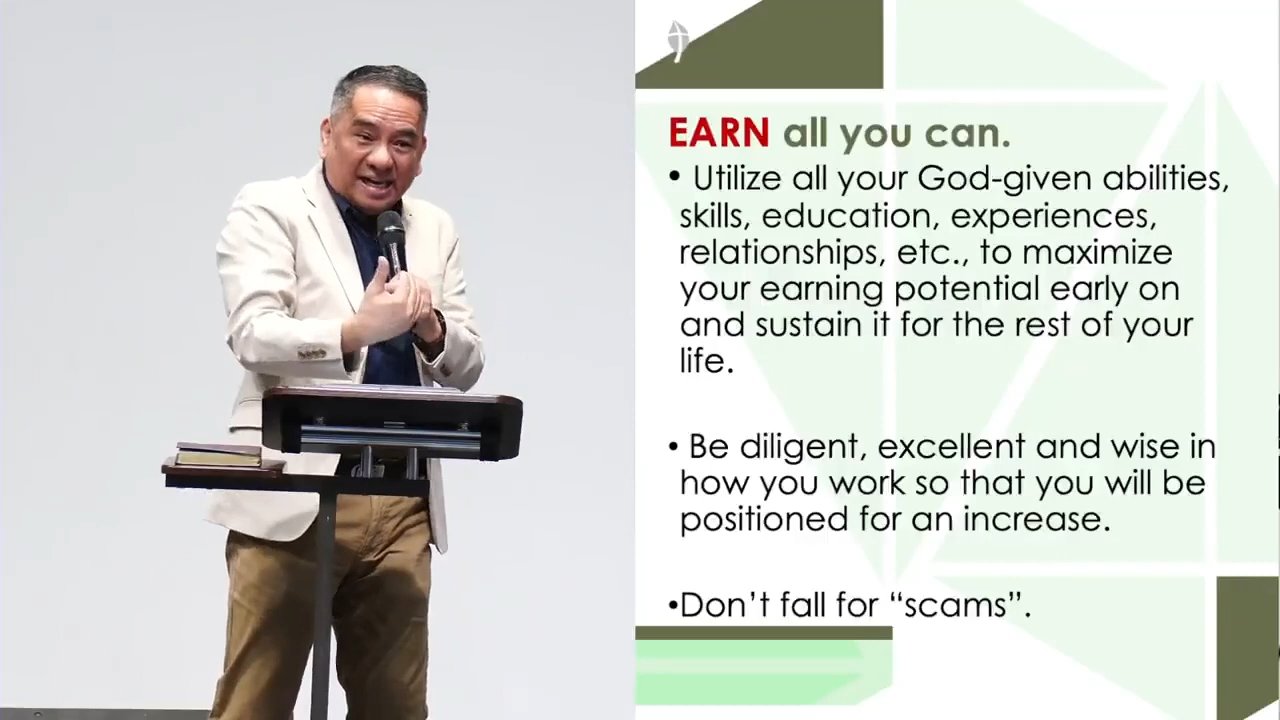 EARN all you can.
• Utilize all your God-given abilities,
skills, education, experiences,
relationships, etc., to maximize
your earning potential early on
and sustain it for the rest of your
life.
• Be diligent, excellent and wise in
how you work so that you will be
positioned for an increase.
•Don’t fall for “scams”.